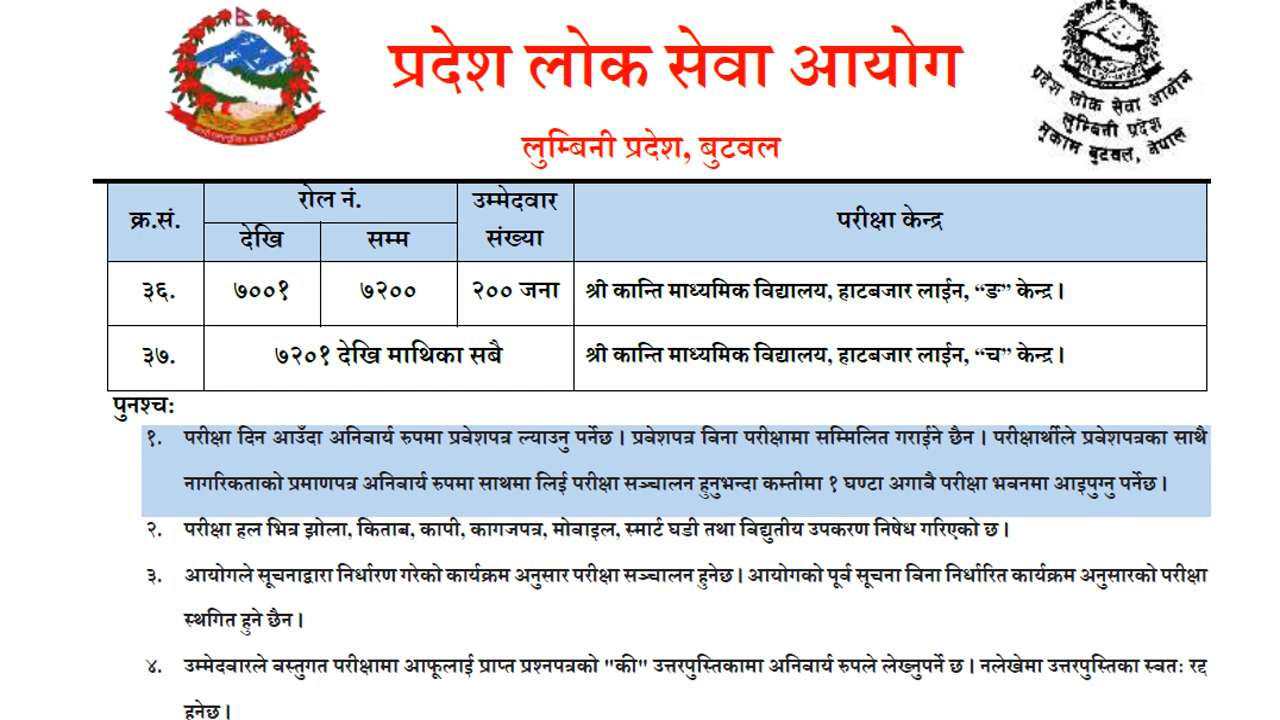 प्रदेश लोक सेवा आयोग
लुम्बिनी प्रदेश, बुटवल
प्रदेश लोक सेवा आयोग
लुम्बिनी प्रदेश
मुकाम बुटवल, नेपाल
क्र.सं. रोल नं. उम्मेदवार संख्या परीक्षा केन्द्र
देखि सम्म
३६. ७००१ ७२०० २०० जना श्री कान्ति माध्यमिक विद्यालय, हाटबजार लाईन, “ङ” केन्द्र।
३७. ७२०१ देखि माथिका सबै श्री कान्ति माध्यमिक विद्यालय, हाटबजार लाईन, “च” केन्द्र।
पुनश्च:
१. परीक्षा दिन आउँदा अनिवार्य रुपमा प्रवेशपत्र ल्याउनु पर्नेछ। प्रवेशपत्र बिना परीक्षामा सम्मिलित गराईने छैन। परीक्षार्थीले प्रवेशपत्रका साथै
नागरिकताको प्रमाणपत्र अनिवार्य रुपमा साथमा लिई परीक्षा सञ्चालन हुनुभन्दा कम्तीमा १ घण्टा अगावै परीक्षा भवनमा आइपुग्नु पर्नेछ।
२. परीक्षा हल भित्र झोला, किताब, कापी, कागजपत्र, मोबाइल, स्मार्ट घडी तथा विद्युतीय उपकरण निषेध गरिएको छ।
३. आयोगले सूचनाद्वारा निर्धारण गरेको कार्यक्रम अनुसार परीक्षा सञ्चालन हुनेछ। आयोगको पूर्व सूचना बिना निर्धारित कार्यक्रम अनुसारको परीक्षा
स्थगित हुने छैन।
४. उम्मेदवारले वस्तुगत परीक्षामा आफूलाई प्राप्त प्रश्नपत्रको "की" उत्तरपुस्तिकामा अनिवार्य रुपले लेख्नुपर्ने छ। नलेखेमा उत्तरपुस्तिका स्वतः रद्द
हुनेछ।